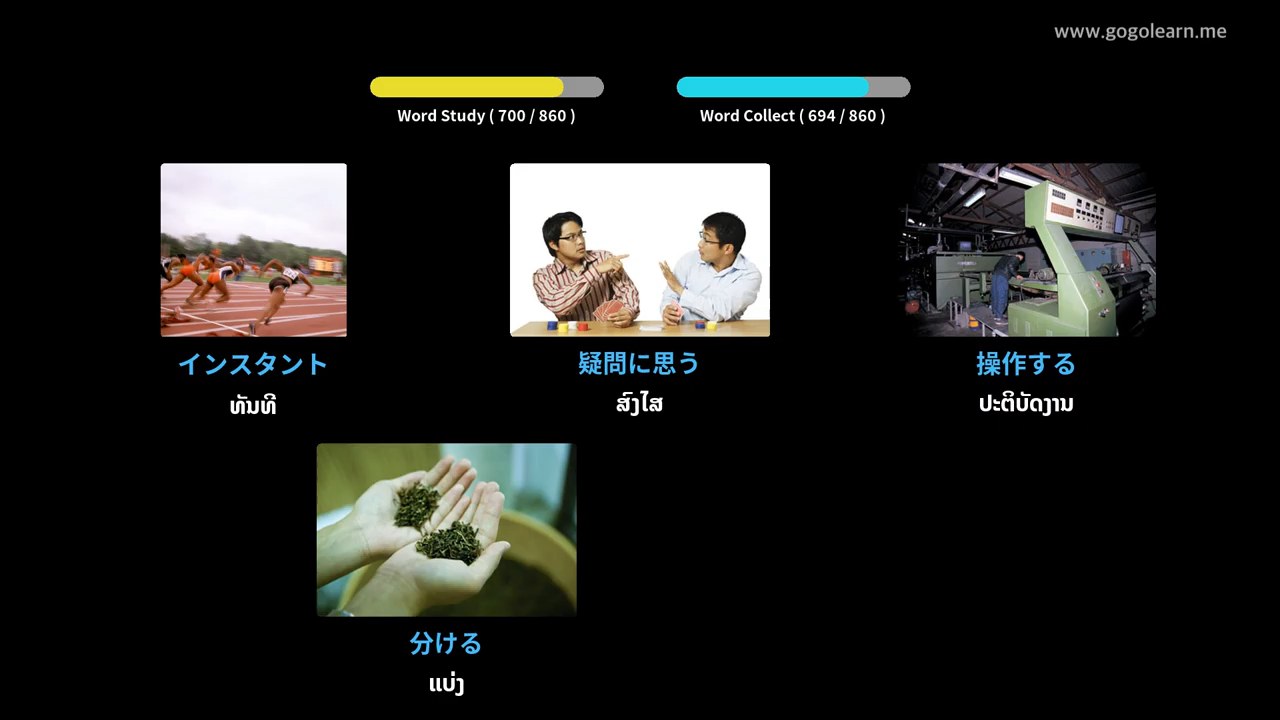 www.gogolearn.me
Word Study ( 700 / 860 )
Word Collect ( 694 / 860 )
インスタント
ທັນທີ
疑問に思う
ສົງໄສ
操作する
ປະຕິບັດງານ
分ける
ແບ່ງ